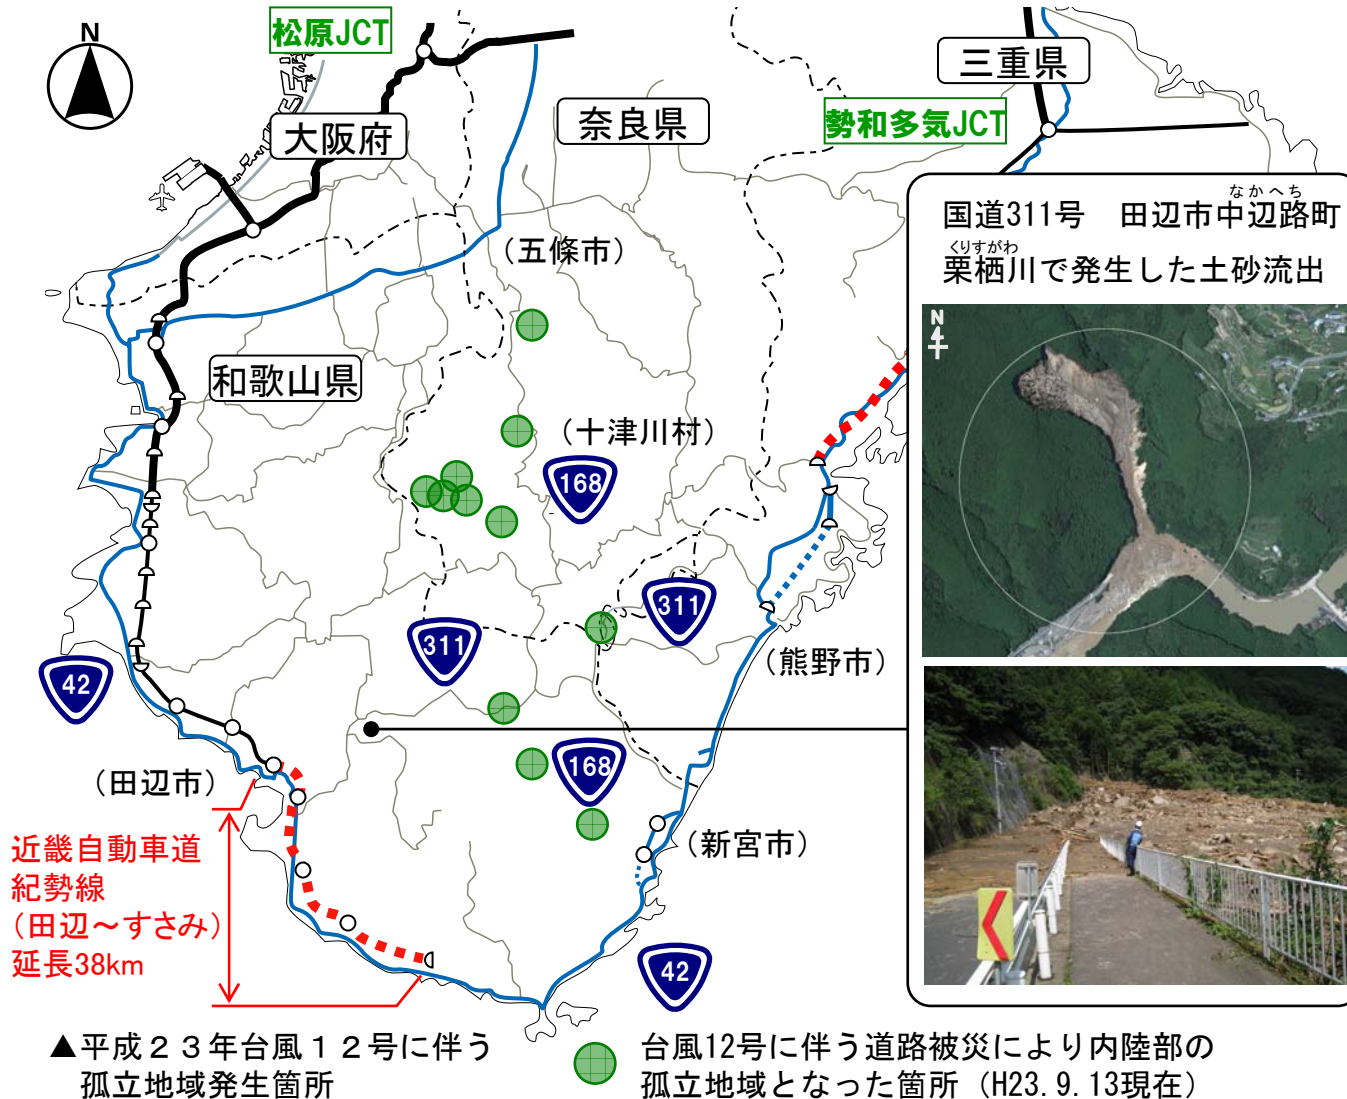 N
松原JCT
大阪府
奈良県
三重県
勢和多気JCT
国道311号　田辺市中辺路町
なかへち
栗栖川で発生した土砂流出
くりすがわ
N
(五條市)
和歌山県
(十津川村)
168
311
311
42
(熊野市)
168
(田辺市)
(新宮市)
近畿自動車道
紀勢線
(田辺～すさみ)
延長38km
42
▲平成２３年台風１２号に伴う
孤立地域発生箇所
台風12号に伴う道路被災により内陸部の
孤立地域となった箇所（H23.9.13現在）